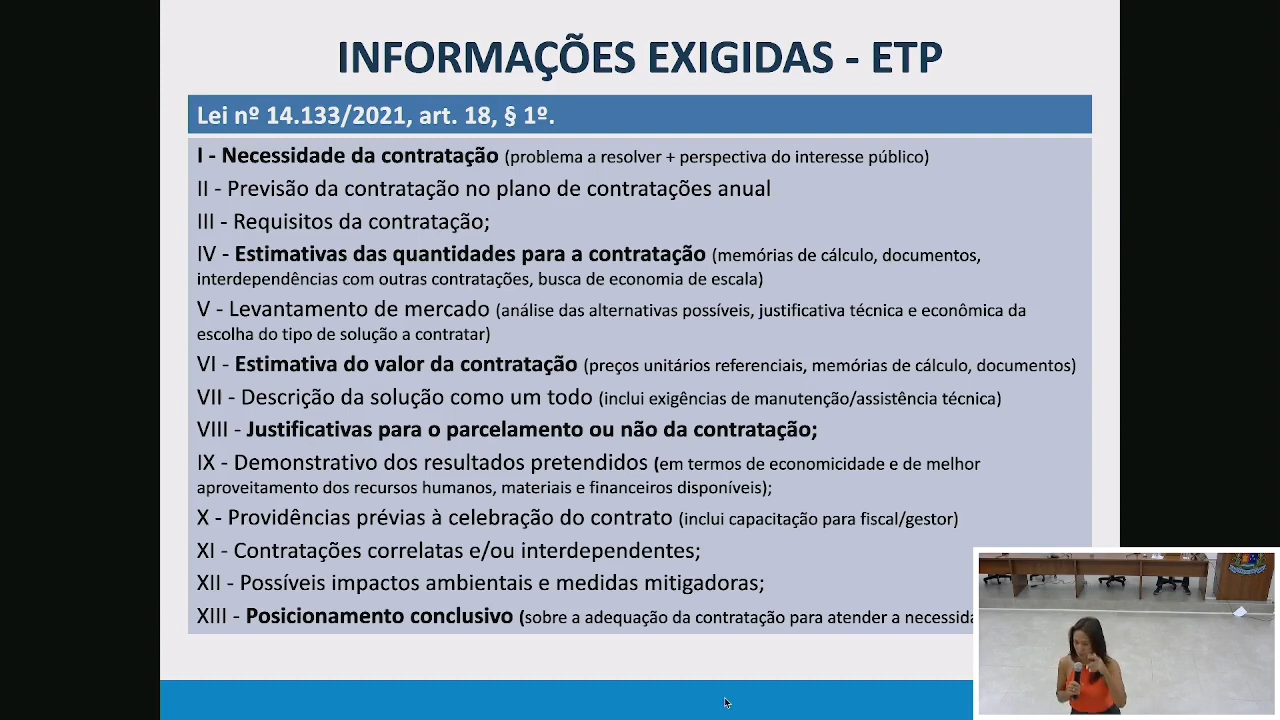 INFORMAÇÕES EXIGIDAS - ETP
Lei nº 14.133/2021, art. 18, § 1º.
I - Necessidade da contratação (problema a resolver + perspectiva do interesse público)
II - Previsão da contratação no plano de contratações anual
III - Requisitos da contratação;
IV - Estimativas das quantidades para a contratação (memórias de cálculo, documentos,
interdependências com outras contratações, busca de economia de escala)
V - Levantamento de mercado (análise das alternativas possíveis, justificativa técnica e econômica da
escolha do tipo de solução a contratar)
VI - Estimativa do valor da contratação (preços unitários referenciais, memórias de cálculo, documentos)
VII - Descrição da solução como um todo (inclui exigências de manutenção/assistência técnica)
VIII - Justificativas para o parcelamento ou não da contratação;
IX - Demonstrativo dos resultados pretendidos (em termos de economicidade e de melhor
aproveitamento dos recursos humanos, materiais e financeiros disponíveis);
X - Providências prévias à celebração do contrato (inclui capacitação para fiscal/gestor)
XI - Contratações correlatas e/ou interdependentes;
XII - Possíveis impactos ambientais e medidas mitigadoras;
XIII - Posicionamento conclusivo (sobre a adequação da contratação para atender a necessida